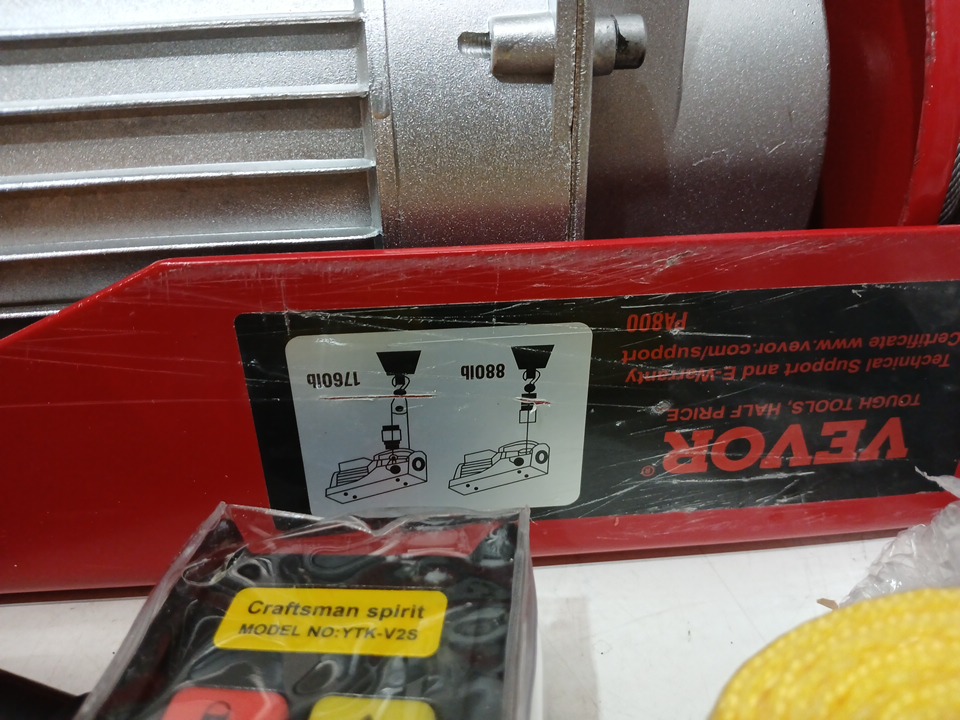 VEVOR®
TOUGH TOOLS, HALF PRICE
Technical Support and E-Warranty
Certificate www.vevor.com/support
PA800
880lb
1760lb
Craftsman spirit
MODEL NO:YTK-V2S